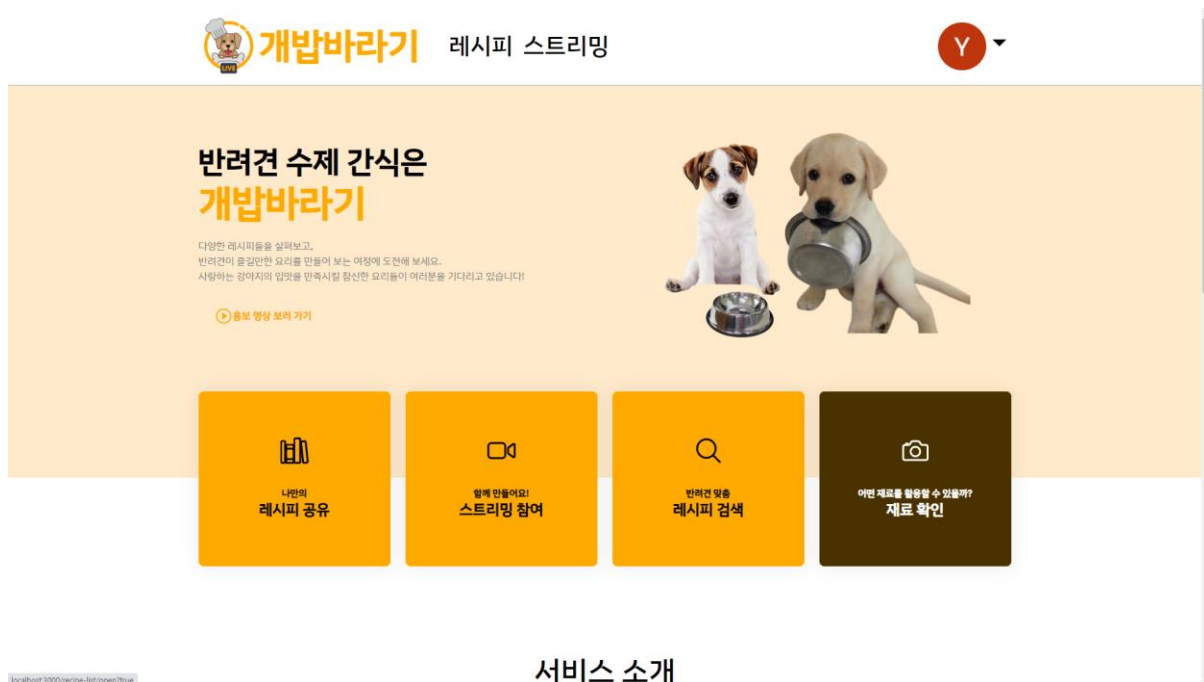 LIVE
개밥바라기
레시피 스트리밍
Y
반려견 수제 간식은
개밥바라기
다양한 레시피들을 살펴보고,
반려견이 즐길만한 요리를 만들어 보는 여정에 도전해 보세요.
사랑하는 강아지의 입맛을 만족시킬 참신한 요리들이 여러분을 기다리고 있습니다!
홍보 영상 보러 가기
나만의
레시피 공유
함께 만들어요!
스트리밍 참여
반려견 맞춤
레시피 검색
어떤 재료를 활용할 수 있을까?
재료 확인
서비스 소개
localhost:3000/recipe-list/open?true